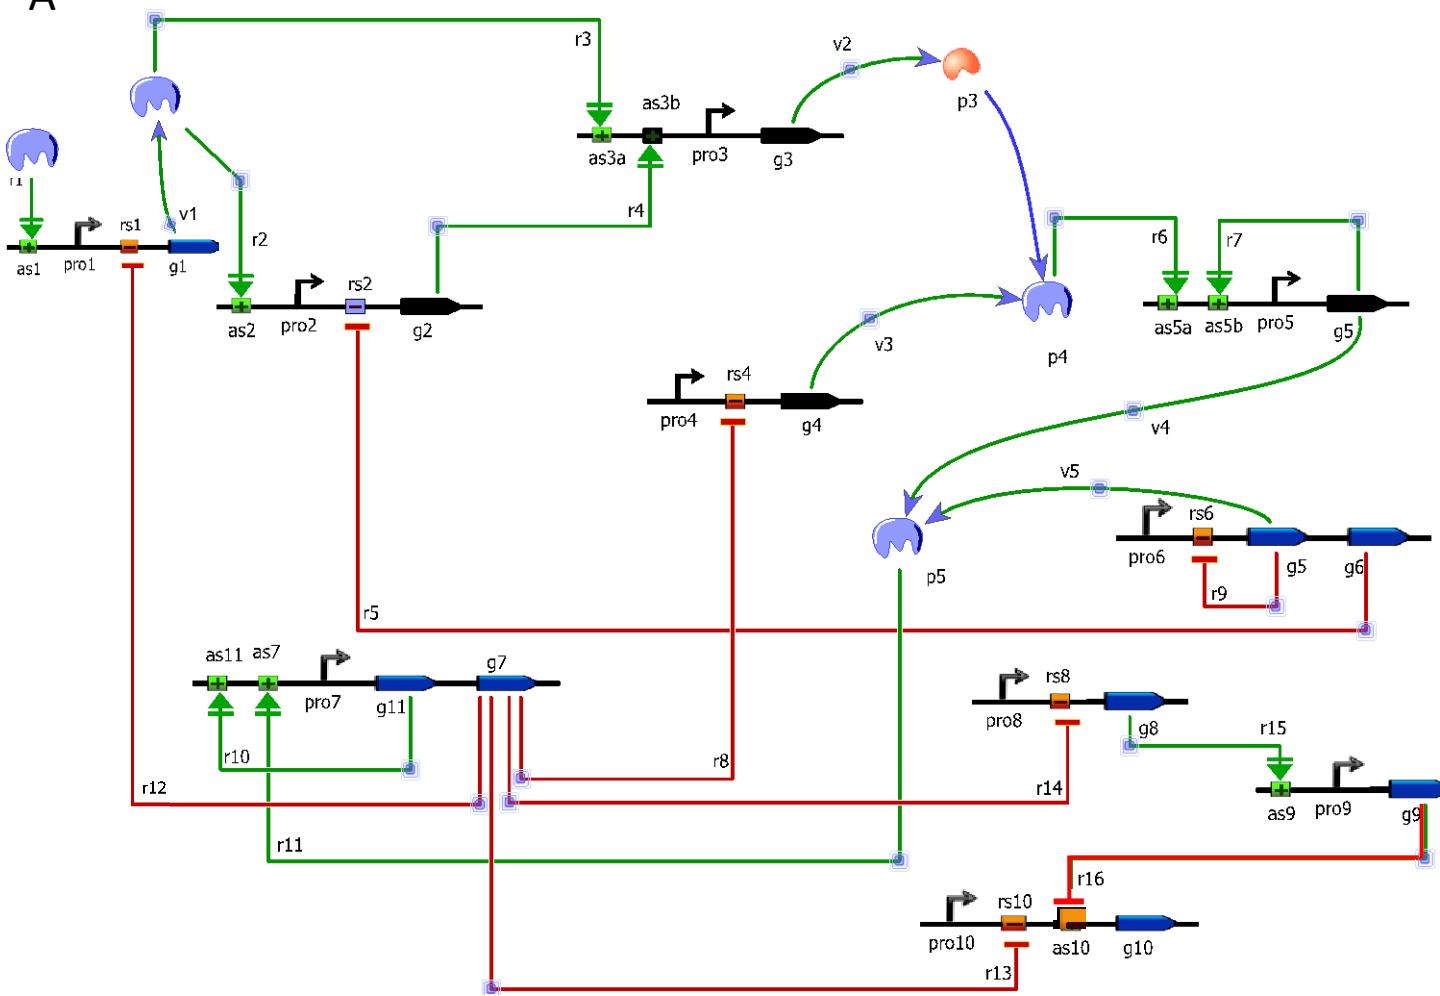 A
r3
v2
as3b
p3
as3a
pro3
g3
r1
v1
rs1
r2
r4
as1
pro1
g1
r6
r7
rs2
as2
pro2
g2
as5a
as5b
pro5
g5
v3
p4
rs4
pro4
g4
v4
v5
rs6
p5
pro6
g5
g6
r9
r5
as11
as7
g7
pro7
g11
rs8
pro8
g8
r15
r10
r8
r12
r14
as9
pro9
g9
r11
r16
rs10
pro10
as10
g10
r13